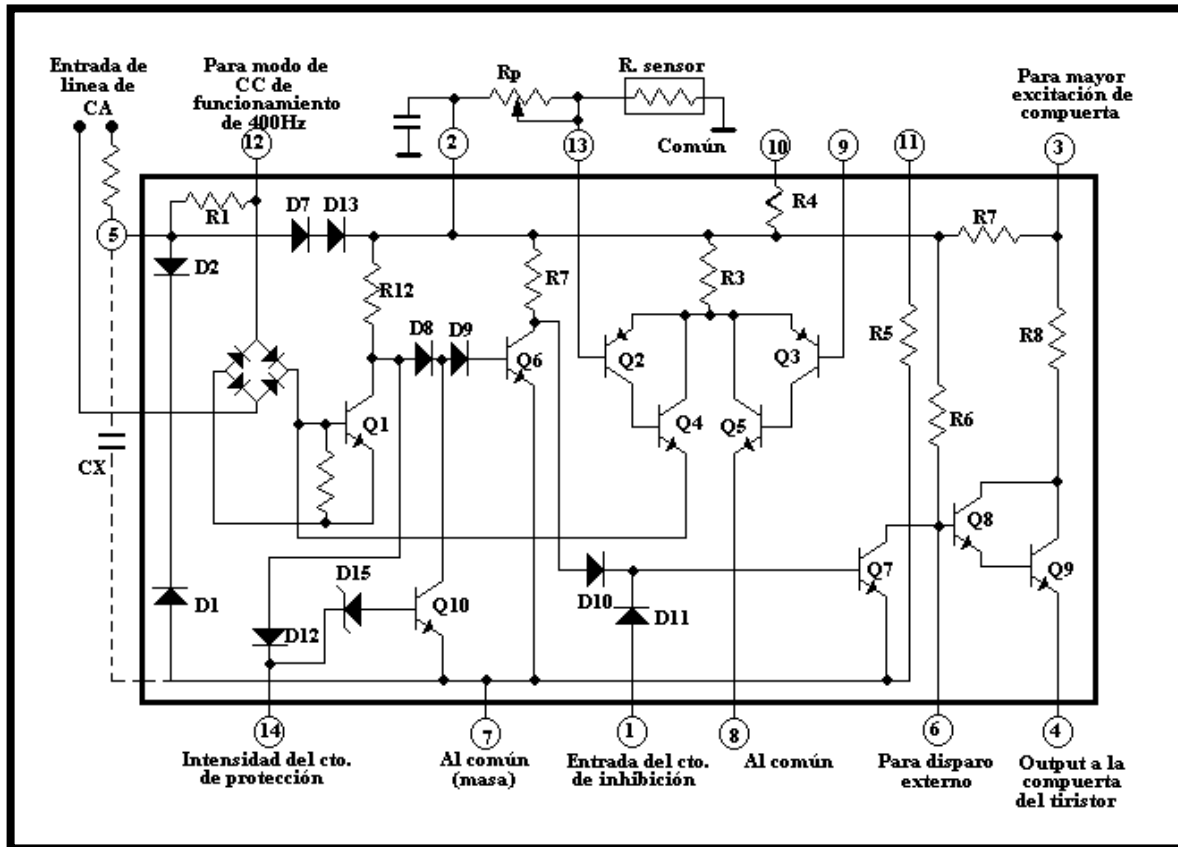 Entrada de
linea de
CA
Para modo de
CC de
funcionamiento
de 400Hz
Rp
R. sensor
Común
Para mayor
excitación de
compuerta
12
2
13
10
9
11
3
R1
D7
D13
R4
R7
5
D2
R12
R7
R3
D8
D9
R5
R8
Q6
Q2
Q3
Q1
Q4
Q5
R6
CX
Q8
D15
Q7
Q9
D1
Q10
D10
D11
D12
14
7
1
8
6
4
Intensidad del cto.
de protección
Al común
(masa)
Entrada del cto.
de inhibición
Al común
Para disparo
externo
Output a la
compuerta
del tiristor